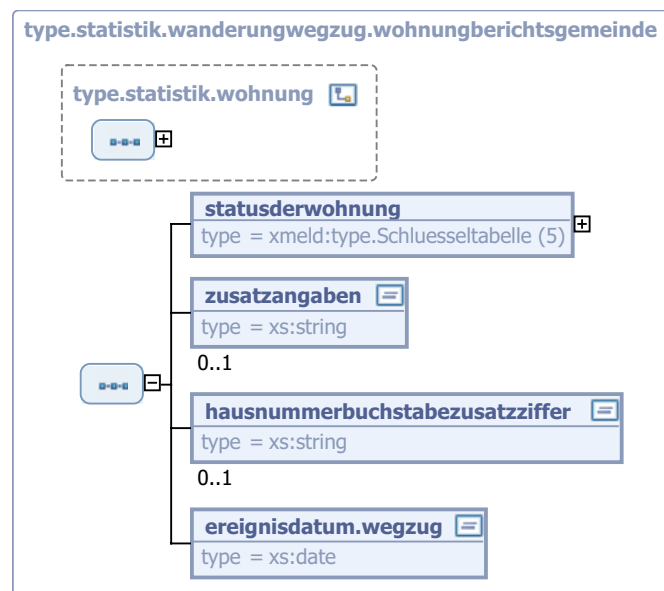 type.statistik.wanderungwegzug.wohnungberichtsgemeinde
type.statistik.wohnung
statusderwohnung
type = xmeld:type.Schluesseltabelle (5)
zusatzangaben
type = xs:string
0..1
hausnummerbuchstabezusatzziffer
type = xs:string
0..1
ereignisdatum.wegzug
type = xs:date